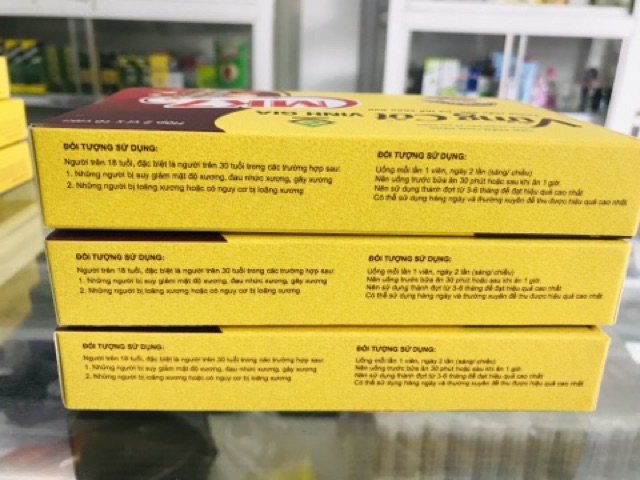 Vững Cốt
VINH GIA
MK7
Hộp 3 vỉ x 10 viên
ĐỐI TƯỢNG SỬ DỤNG:
Người trên 18 tuổi, đặc biệt là người trên 30 tuổi trong các trường hợp sau:
1. Những người bị suy giảm mật độ xương, đau nhức xương, gãy xương
2. Những người bị loãng xương hoặc có nguy cơ bị loãng xương
ĐỐI TƯỢNG SỬ DỤNG:
Uống mỗi lần 1 viên, ngày 2 lần (sáng/ chiều)
Nên uống trước bữa ăn 30 phút hoặc sau khi ăn 1 giờ.
Nên sử dụng thành đợt từ 3-6 tháng để đạt hiệu quả cao nhất
Có thể sử dụng hàng ngày và thường xuyên để thu được hiệu quả cao nhất
ĐỐI TƯỢNG SỬ DỤNG:
Người trên 18 tuổi, đặc biệt là người trên 30 tuổi trong các trường hợp sau:
1. Những người bị suy giảm mật độ xương, đau nhức xương, gãy xương
2. Những người bị loãng xương hoặc có nguy cơ bị loãng xương
ĐỐI TƯỢNG SỬ DỤNG:
Uống mỗi lần 1 viên, ngày 2 lần (sáng/ chiều)
Nên uống trước bữa ăn 30 phút hoặc sau khi ăn 1 giờ.
Nên sử dụng thành đợt từ 3-6 tháng để đạt hiệu quả cao nhất
Có thể sử dụng hàng ngày và thường xuyên để thu được hiệu quả cao nhất
ĐỐI TƯỢNG SỬ DỤNG:
Người trên 18 tuổi, đặc biệt là người trên 30 tuổi trong các trường hợp sau:
1. Những người bị suy giảm mật độ xương, đau nhức xương, gãy xương
2. Những người bị loãng xương hoặc có nguy cơ bị loãng xương
ĐỐI TƯỢNG SỬ DỤNG:
Uống mỗi lần 1 viên, ngày 2 lần (sáng/ chiều)
Nên uống trước bữa ăn 30 phút hoặc sau khi ăn 1 giờ.
Nên sử dụng thành đợt từ 3-6 tháng để đạt hiệu quả cao nhất
Có thể sử dụng hàng ngày và thường xuyên để thu được hiệu quả cao nhất